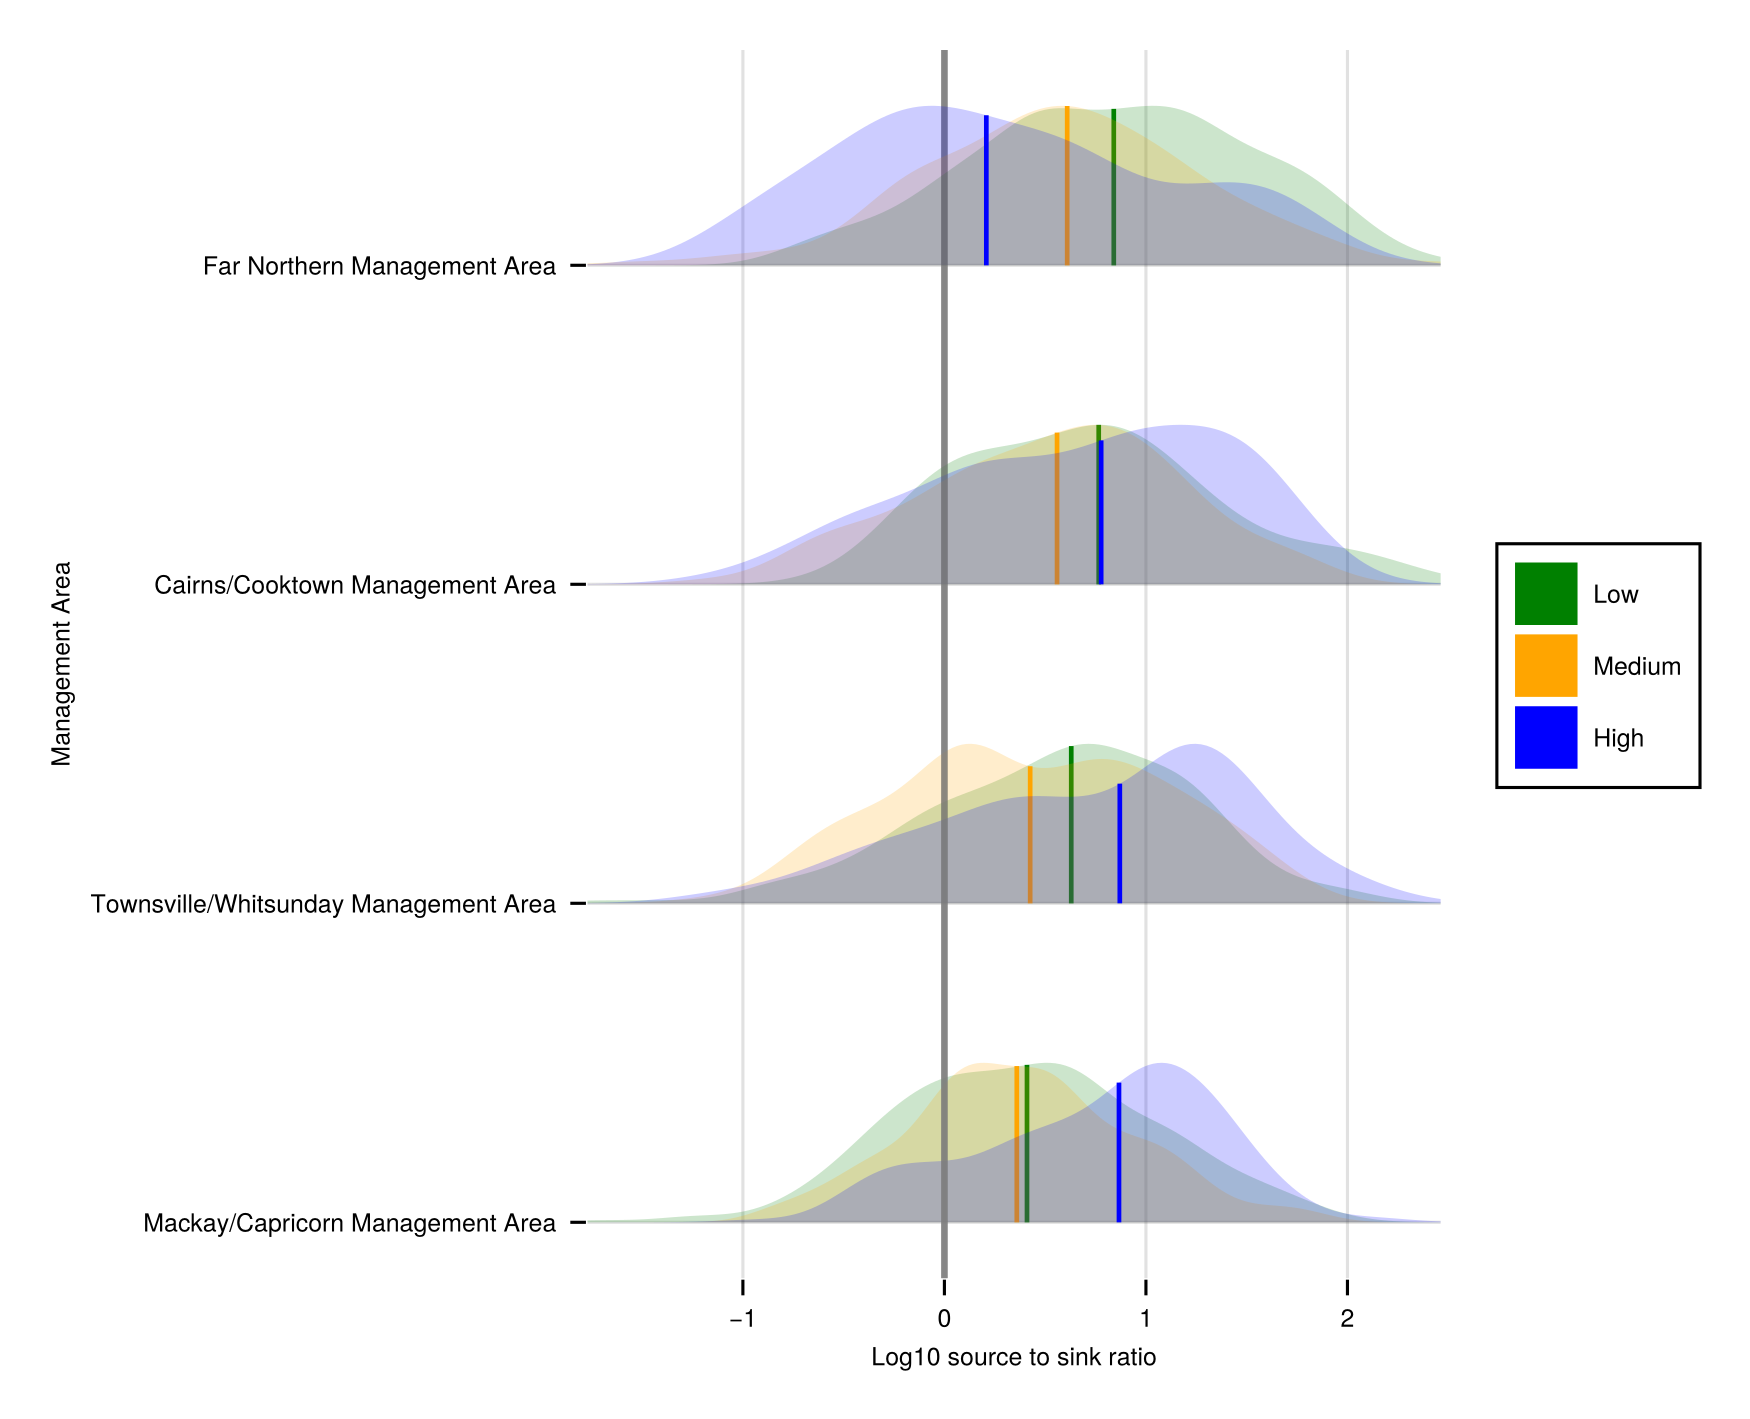 Far Northern Management Area
Cairns/Cooktown Management Area
Townsville/Whitsunday Management Area
Mackay/Capricorn Management Area
Management Area
−1
0
1
2
Log10 source to sink ratio
Low
Medium
High